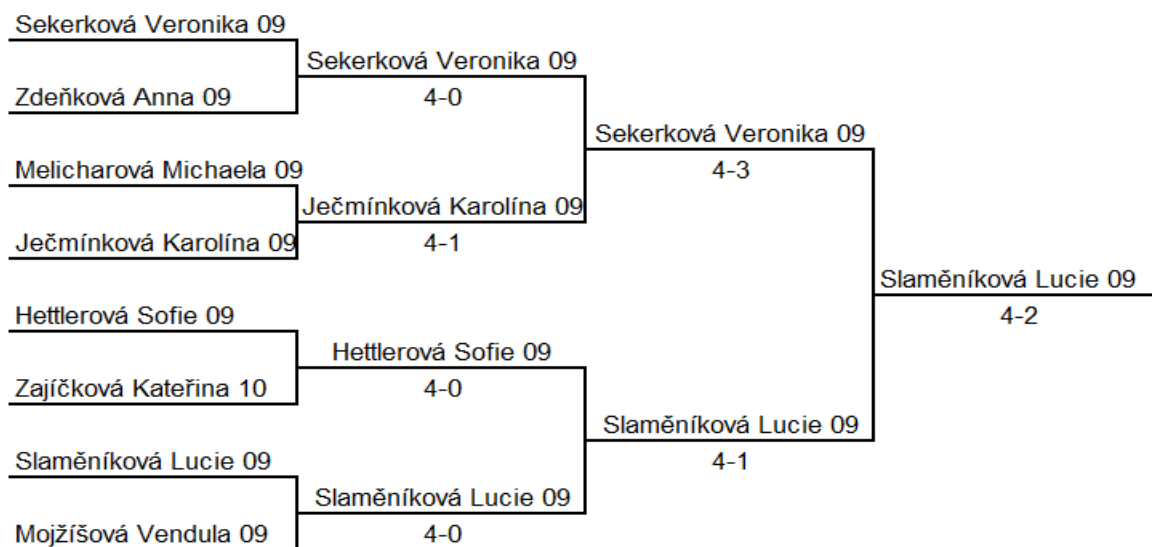 Sekerková Veronika 09
Sekerková Veronika 09
Zdeňková Anna 09
4-0
Sekerková Veronika 09
Melicharová Michaela 09
4-3
Ječmínková Karolína 09
Ječmínková Karolína 09
4-1
Slaměníková Lucie 09
Hettlerová Sofie 09
4-2
Hettlerová Sofie 09
Zajíčková Kateřina 10
4-0
Slaměníková Lucie 09
Slaměníková Lucie 09
4-1
Slaměníková Lucie 09
Mojžíšová Vendula 09
4-0